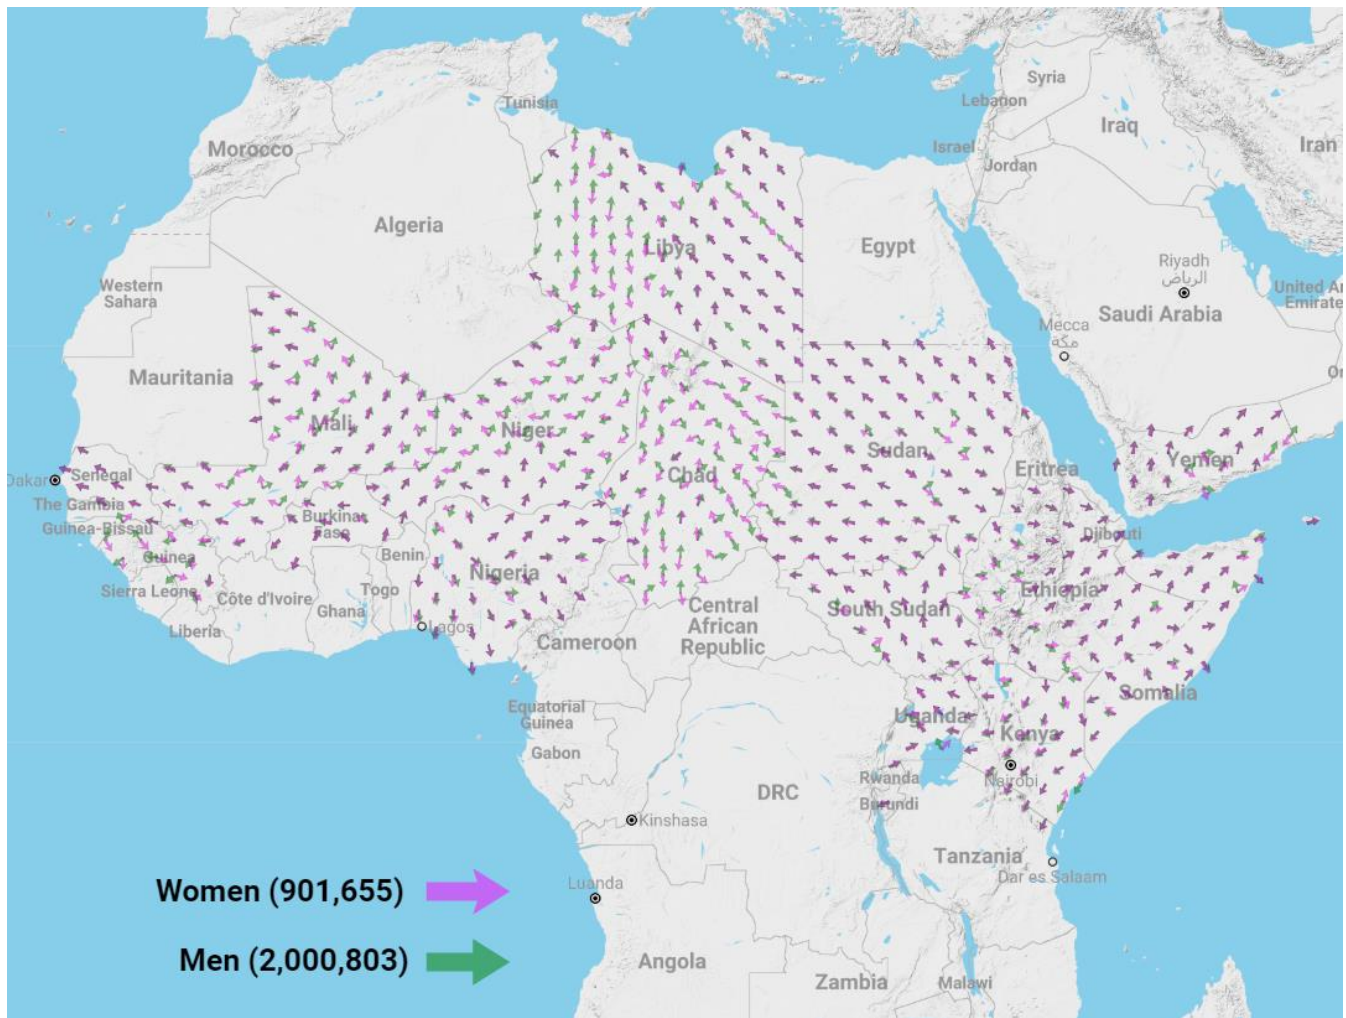 Syria
Tunisia
Lebanon
Iraq
Morocco
Israel
Iran
Jordan
Algeria
Libya
Egypt
Riyadh
الرياض
Western
Sahara
United Ar
Emirate
Saudi Arabia
Mecca
مكة
Mauritania
Mali
Niger
Sudan
Yemen
Chad
Eritrea
Dakar
Senegal
The Gambia
Guinea-Bissau
Burkina
Faso
Djibouti
Benin
Guinea
Nigeria
Sierra Leone
Togo
Côte d'Ivoire
Ghana
Ethiopia
Central
African
Republic
South Sudan
Liberia
Lagos
Cameroon
Somalia
Equatorial
Guinea
Uganda
Kenya
Gabon
Rwanda
Nairobi
DRC
Burundi
Kinshasa
Tanzania
Dar es Salaam
Luanda
Women (901,655)
Men (2,000,803)
Angola
Zambia
Malawi